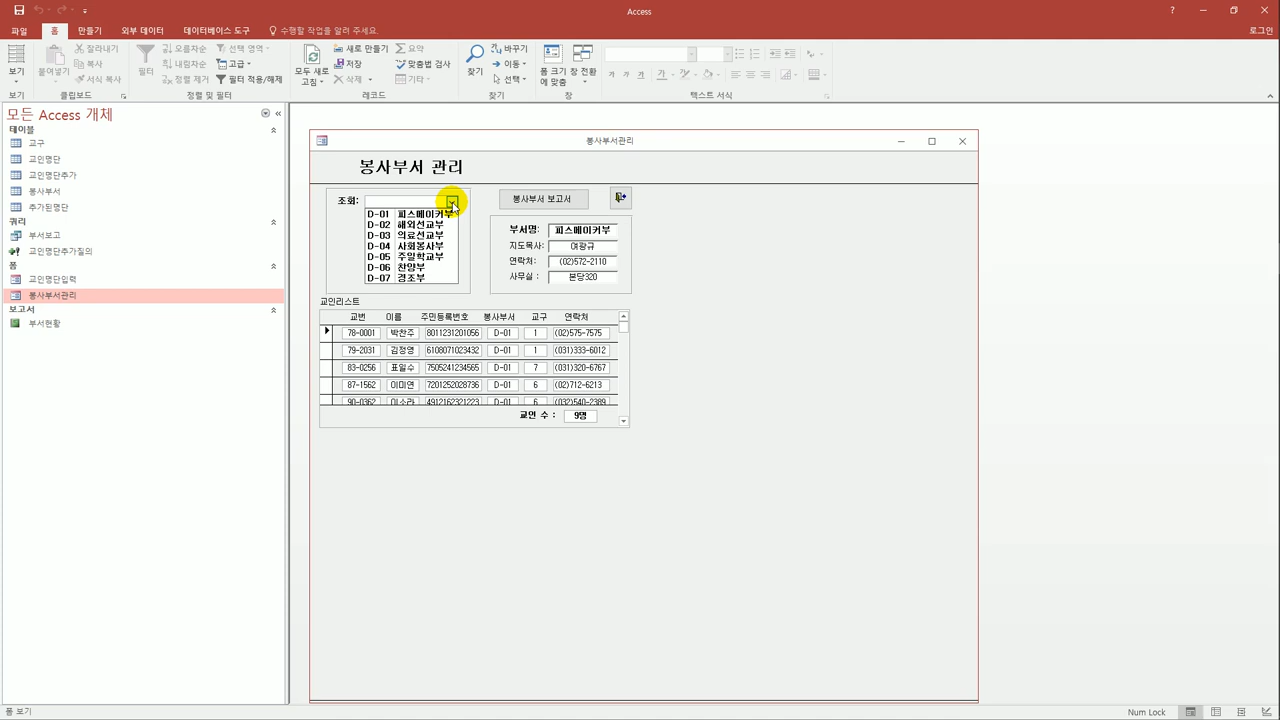 Access
로그인
파일 홈 만들기 외부 데이터 데이터베이스 도구 수행할 작업을 알려 주세요.
보기 붙여넣기 잘라내기 복사 서식 복사
필터 오름차순 내림차순 정렬 제거 선택 영역 고급 필터 적용/해제
모두 새로 고침 새로 만들기 저장 삭제 요약 맞춤법 검사 기타
찾기 바꾸기 이동 선택
폼 크기에 맞춤 창 전환
보기 클립보드 정렬 및 필터 레코드 찾기 창 텍스트 서식
모든 Access 개체
테이블
교구
교인명단
교인명단추가
봉사부서
추가된명단
쿼리
부서보고
교인명단추가질의
폼
교인명단입력
봉사부서관리
보고서
부서현황
봉사부서관리
봉사부서 관리
조회:
D-01 피스메이커부
D-02 해외선교부
D-03 의료선교부
D-04 사회봉사부
D-05 주일학교부
D-06 찬양부
D-07 경조부
봉사부서 보고서
부서명: 피스메이커부
지도목사: 여광규
연락처: (02)572-2110
사무실 : 본당320
교인리스트
교번 이름 주민등록번호 봉사부서 교구 연락처
78-0001 박찬주 8011231201056 D-01 1 (02)575-7575
79-2031 김정영 6108071023432 D-01 1 (031)333-6012
83-0256 표일수 7505241234565 D-01 7 (031)320-6767
87-1562 이미연 7201252028736 D-01 6 (02)712-6213
90-0362 이소라 4912162321223 D-01 6 (032)540-2389
교인 수 : 9명
폼 보기
Num Lock